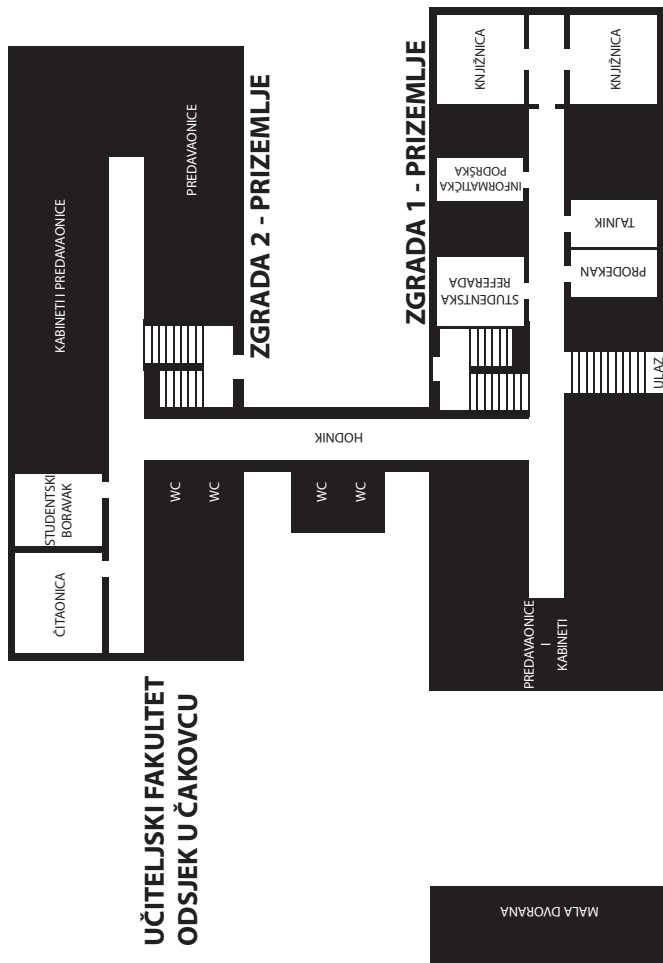 UČITELJSKI FAKULTET
ODSJEK U ČAKOVCU
ZGRADA 2 - PRIZEMLJE
KABINETI I PREDAVAONICE
PREDAVAONICE
STUDENTSKI
BORAVAK
ČITAONICA
WC
WC
WC
WC
HODNIK
ZGRADA 1 - PRIZEMLJE
KNJIŽNICA
KNJIŽNICA
INFORMATIČKA
PODRŠKA
TAJNIK
STUDENTSKA
REFERADA
PRODEKAN
ULAZ
PREDAVAONICE
I
KABINETI
MALA DVORANA